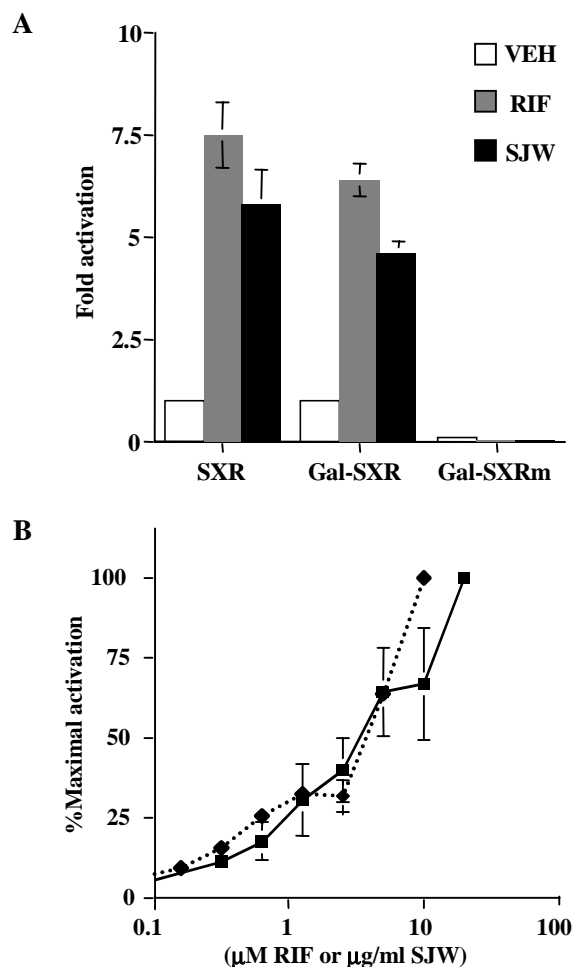 A
10
7.5
5
2.5
0
Fold activation
VEH
RIF
SJW
SXR Gal-SXR Gal-SXRm
B
100
75
50
25
0
%Maximal activation
0.1 1 10 100
(μM RIF or μg/ml SJW)